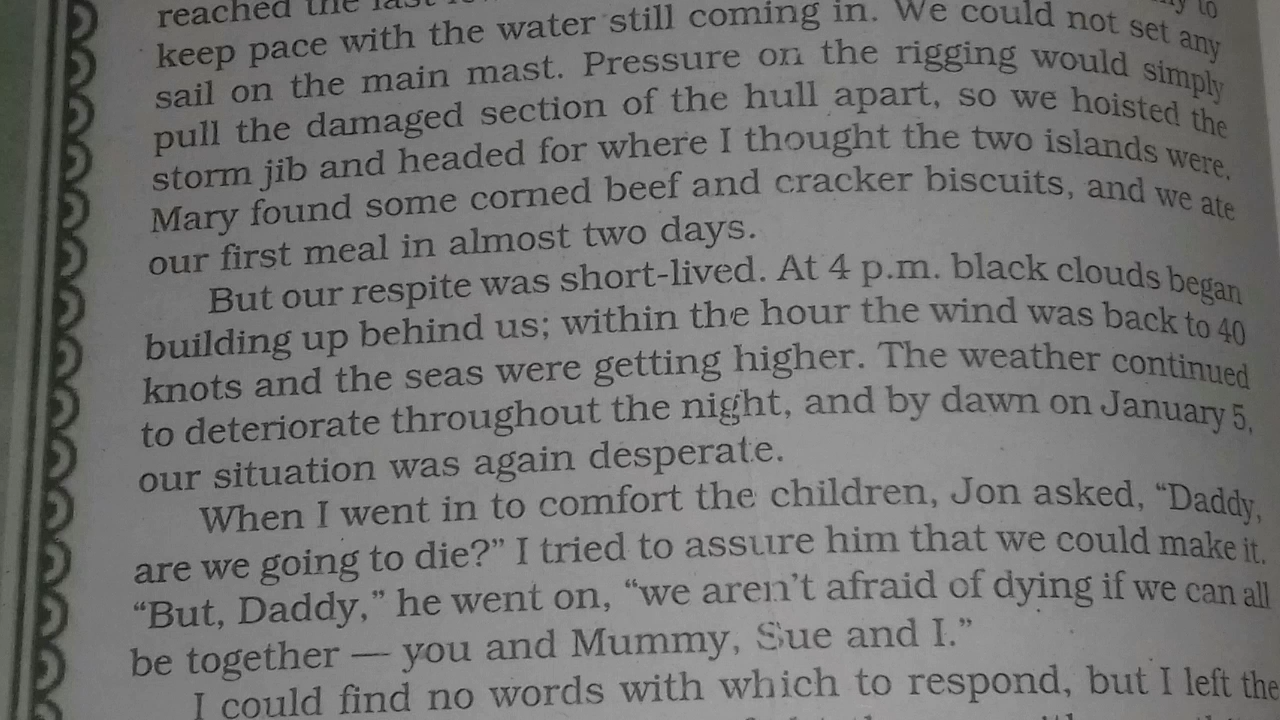 reached the last
keep pace with the water still coming in. We could not set any
sail on the main mast. Pressure on the rigging would simply
pull the damaged section of the hull apart, so we hoisted the
storm jib and headed for where I thought the two islands were.
Mary found some corned beef and cracker biscuits, and we ate
our first meal in almost two days.
But our respite was short-lived. At 4 p.m. black clouds began
building up behind us; within the hour the wind was back to 40
knots and the seas were getting higher. The weather continued
to deteriorate throughout the night, and by dawn on January 5,
our situation was again desperate.
When I went in to comfort the children, Jon asked, “Daddy,
are we going to die?” I tried to assure him that we could make it.
“But, Daddy,” he went on, “we aren’t afraid of dying if we can all
be together — you and Mummy, Sue and I.”
I could find no words with which to respond, but I left the